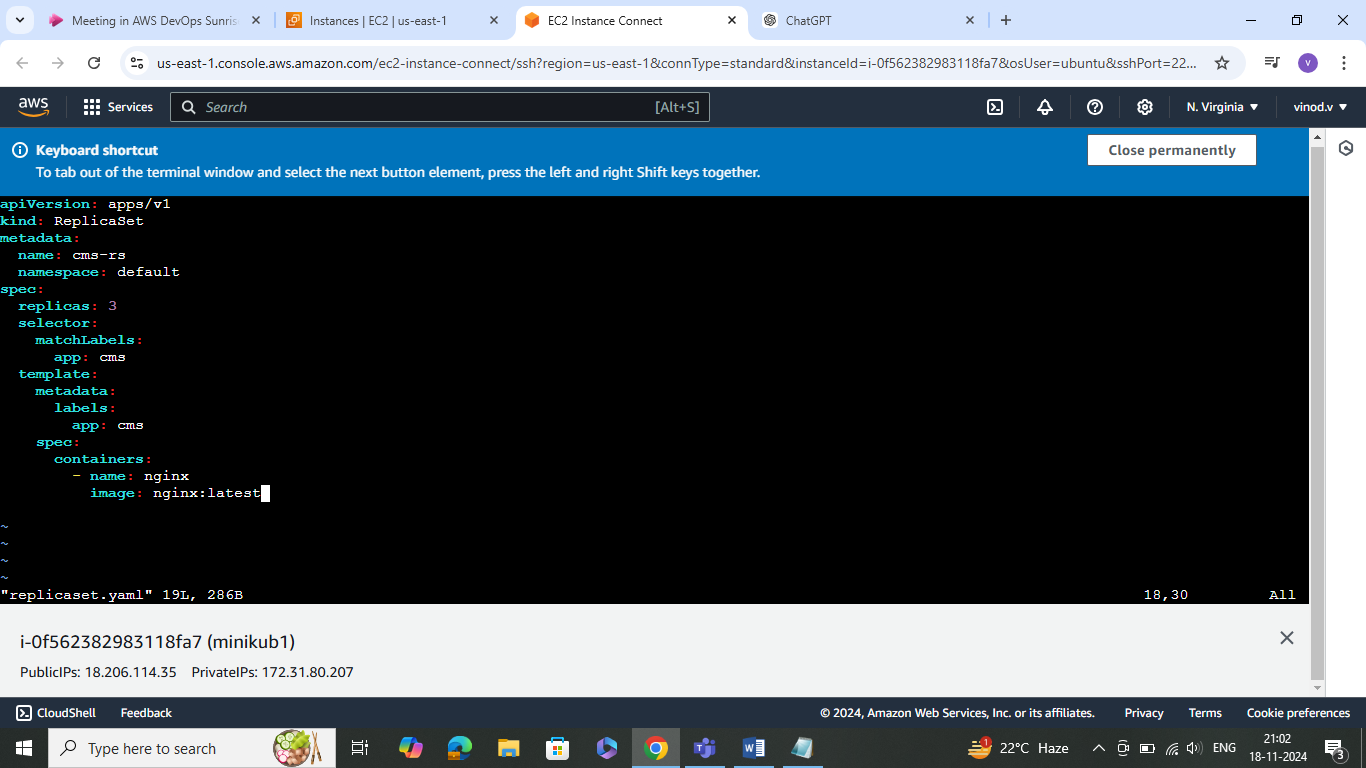 Meeting in AWS DevOps Sunris
Instances | EC2 | us-east-1
EC2 Instance Connect
ChatGPT
us-east-1.console.aws.amazon.com/ec2-instance-connect/ssh?region=us-east-1&connType=standard&instanceId=i-0f562382983118fa7&osUser=ubuntu&sshPort=22...
V
aws
Services
Search
[Alt+S]
N. Virginia
vinod.v
Keyboard shortcut
To tab out of the terminal window and select the next button element, press the left and right Shift keys together.
Close permanently
apiVersion: apps/v1
kind: ReplicaSet
metadata:
  name: cms-rs
  namespace: default
spec:
  replicas: 3
  selector:
    matchLabels:
      app: cms
  template:
    metadata:
      labels:
        app: cms
    spec:
      containers:
        - name: nginx
          image: nginx:latest
~
~
~
~
"replicaset.yaml" 19L, 286B
18,30
All
i-0f562382983118fa7 (minikub1)
PublicIPs: 18.206.114.35    PrivateIPs: 172.31.80.207
CloudShell
Feedback
© 2024, Amazon Web Services, Inc. or its affiliates.
Privacy
Terms
Cookie preferences
Type here to search
1
22°C Haze
ENG
21:02
18-11-2024
3